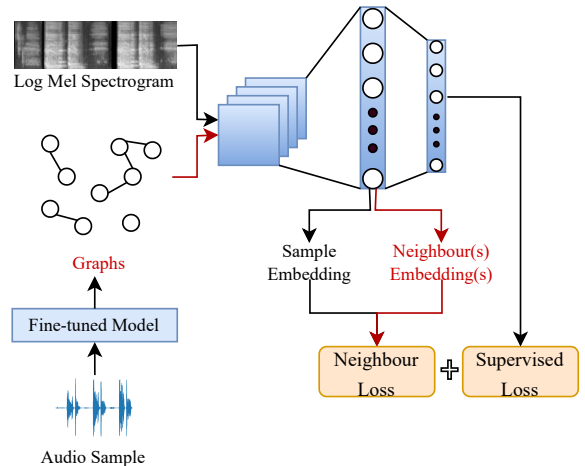 Log Mel Spectrogram
Graphs
Fine-tuned Model
Audio Sample
Sample
Embedding
Neighbour(s)
Embedding(s)
Neighbour
Loss
Supervised
Loss